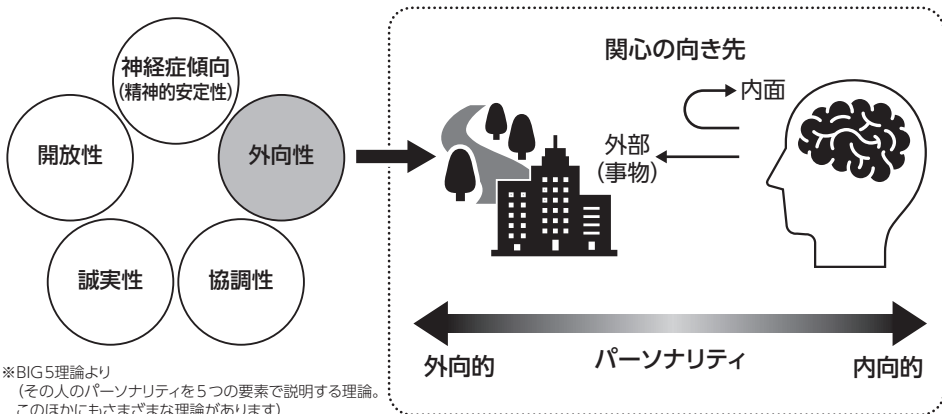 神経症傾向
(精神的安定性)
開放性
外向性
誠実性
協調性
関心の向き先
内面
外部
(事物)
外向的
パーソナリティ
内向的
※BIG5理論より
(その人のパーソナリティを5つの要素で説明する理論。
このほかにもさまざまな理論があります)